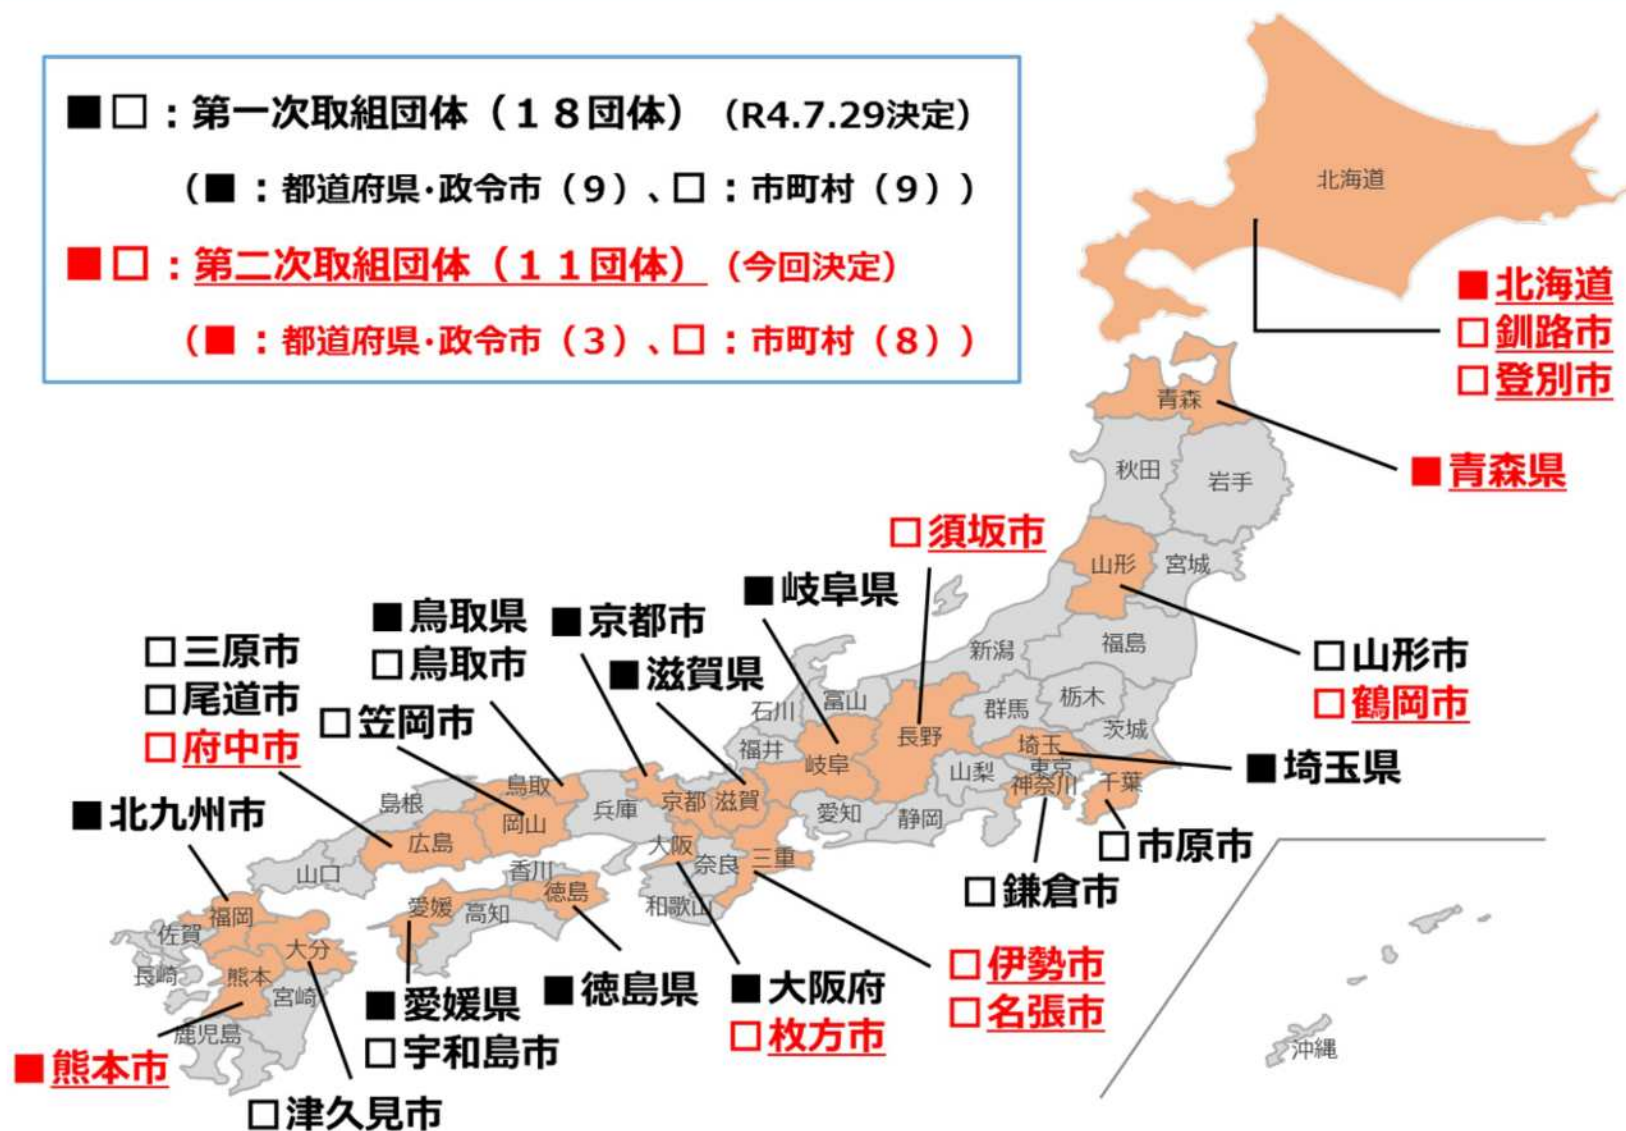 ■□：第一次取組団体（１８団体）（R4.7.29決定）
（■：都道府県･政令市（9）、□：市町村（9））
■□：第二次取組団体（１１団体）（今回決定）
（■：都道府県･政令市（3）、□：市町村（8））
北海道
■北海道
□釧路市
□登別市
青森
■青森県
秋田
岩手
□須坂市
山形
宮城
■岐阜県
■鳥取県
□鳥取市
■京都市
■滋賀県
□三原市
□尾道市
□府中市
□笠岡市
新潟
福島
□山形市
□鶴岡市
石川
富山
群馬
栃木
茨城
福井
長野
埼玉
■埼玉県
岐阜
山梨
東京
神奈川
千葉
島根
鳥取
兵庫
京都
滋賀
愛知
静岡
■北九州市
広島
岡山
□市原市
大阪
奈良
三重
山口
香川
□鎌倉市
徳島
愛媛
高知
和歌山
福岡
佐賀
大分
長崎
熊本
宮崎
鹿児島
□伊勢市
□名張市
■大阪府
□枚方市
■徳島県
■愛媛県
□宇和島市
■熊本市
□津久見市
沖縄